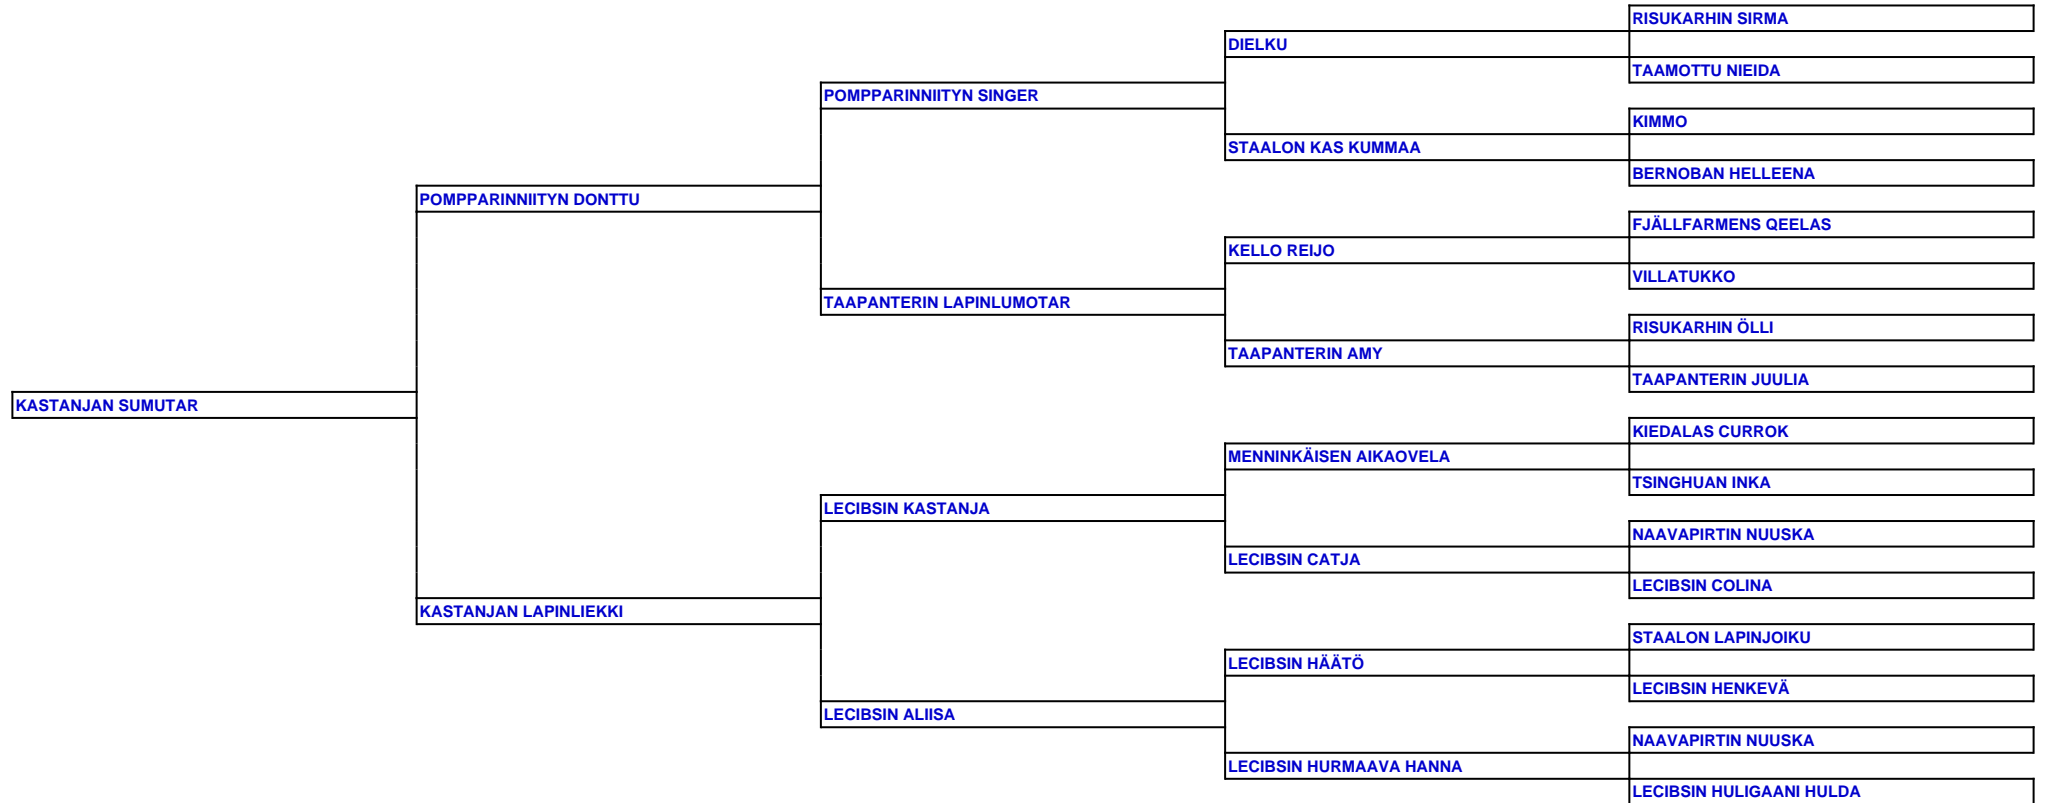 RISUKARHIN SIRMA
DIELKU
TAAMOTTU NIEIDA
POMPPARINNIITYN SINGER
KIMMO
STAALON KAS KUMMAA
BERNOBAN HELLEENA
POMPPARINNIITYN DONTTU
FJÄLLFARMENS QEELAS
KELLO REIJO
VILLATUKKO
TAAPANTERIN LAPINLUMOTAR
RISUKARHIN ÖLLI
TAAPANTERIN AMY
TAAPANTERIN JUULIA
KASTANJAN SUMUTAR
KIEDALAS CURROK
MENNINKÄISEN AIKAOVELA
TSINGHUAN INKA
LECIBSIN KASTANJA
NAAVAPIRTIN NUUSKA
LECIBSIN CATJA
LECIBSIN COLINA
KASTANJAN LAPINLIEKKI
STAALON LAPINJOIKU
LECIBSIN HÄÄTÖ
LECIBSIN HENKEVÄ
LECIBSIN ALIISA
NAAVAPIRTIN NUUSKA
LECIBSIN HURMAAVA HANNA
LECIBSIN HULIGAANI HULDA